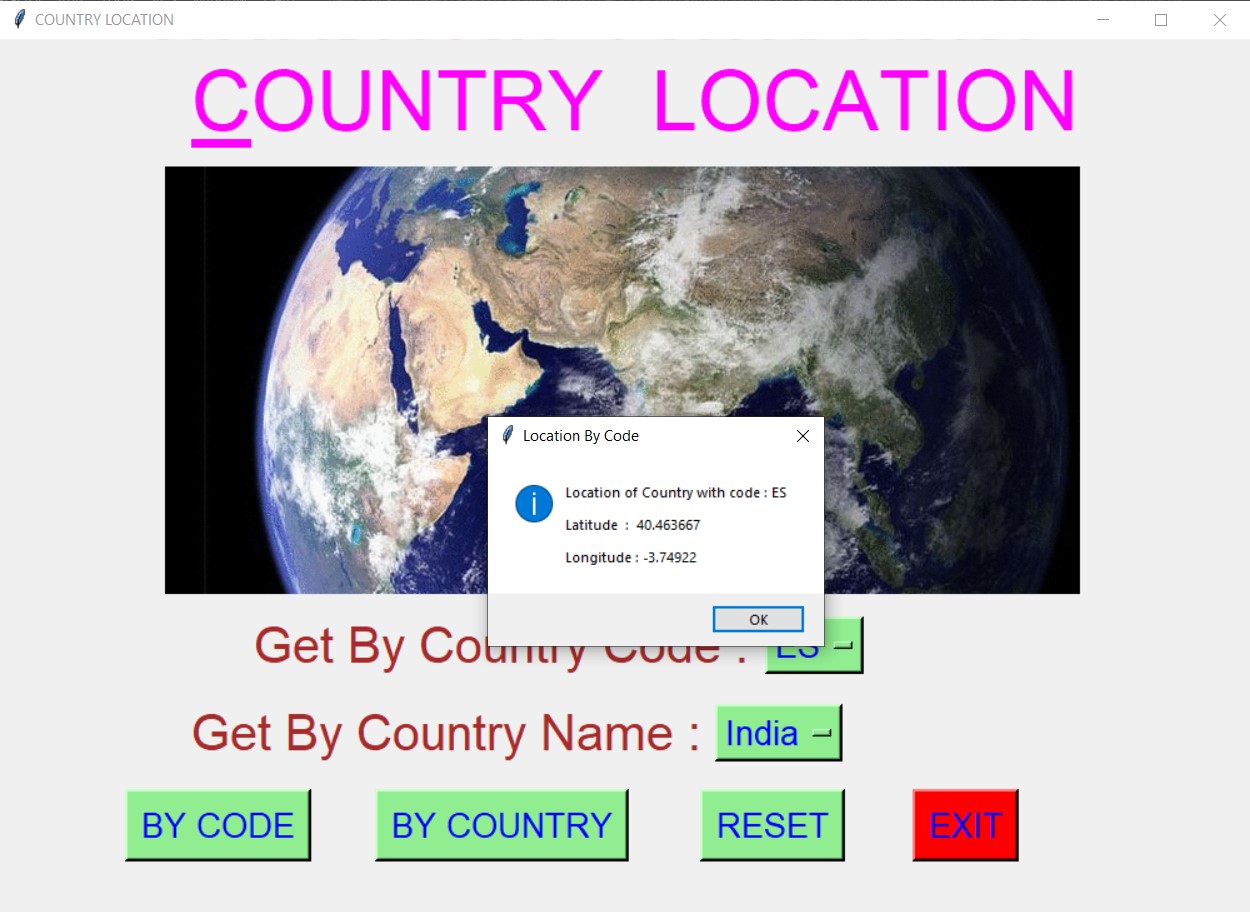 COUNTRY LOCATION
COUNTRY LOCATION
Location By Code
Location of Country with code : ES
Latitude : 40.463667
Longitude : -3.74922
OK
Get By Country Code : ES
Get By Country Name : India
BY CODE BY COUNTRY RESET EXIT